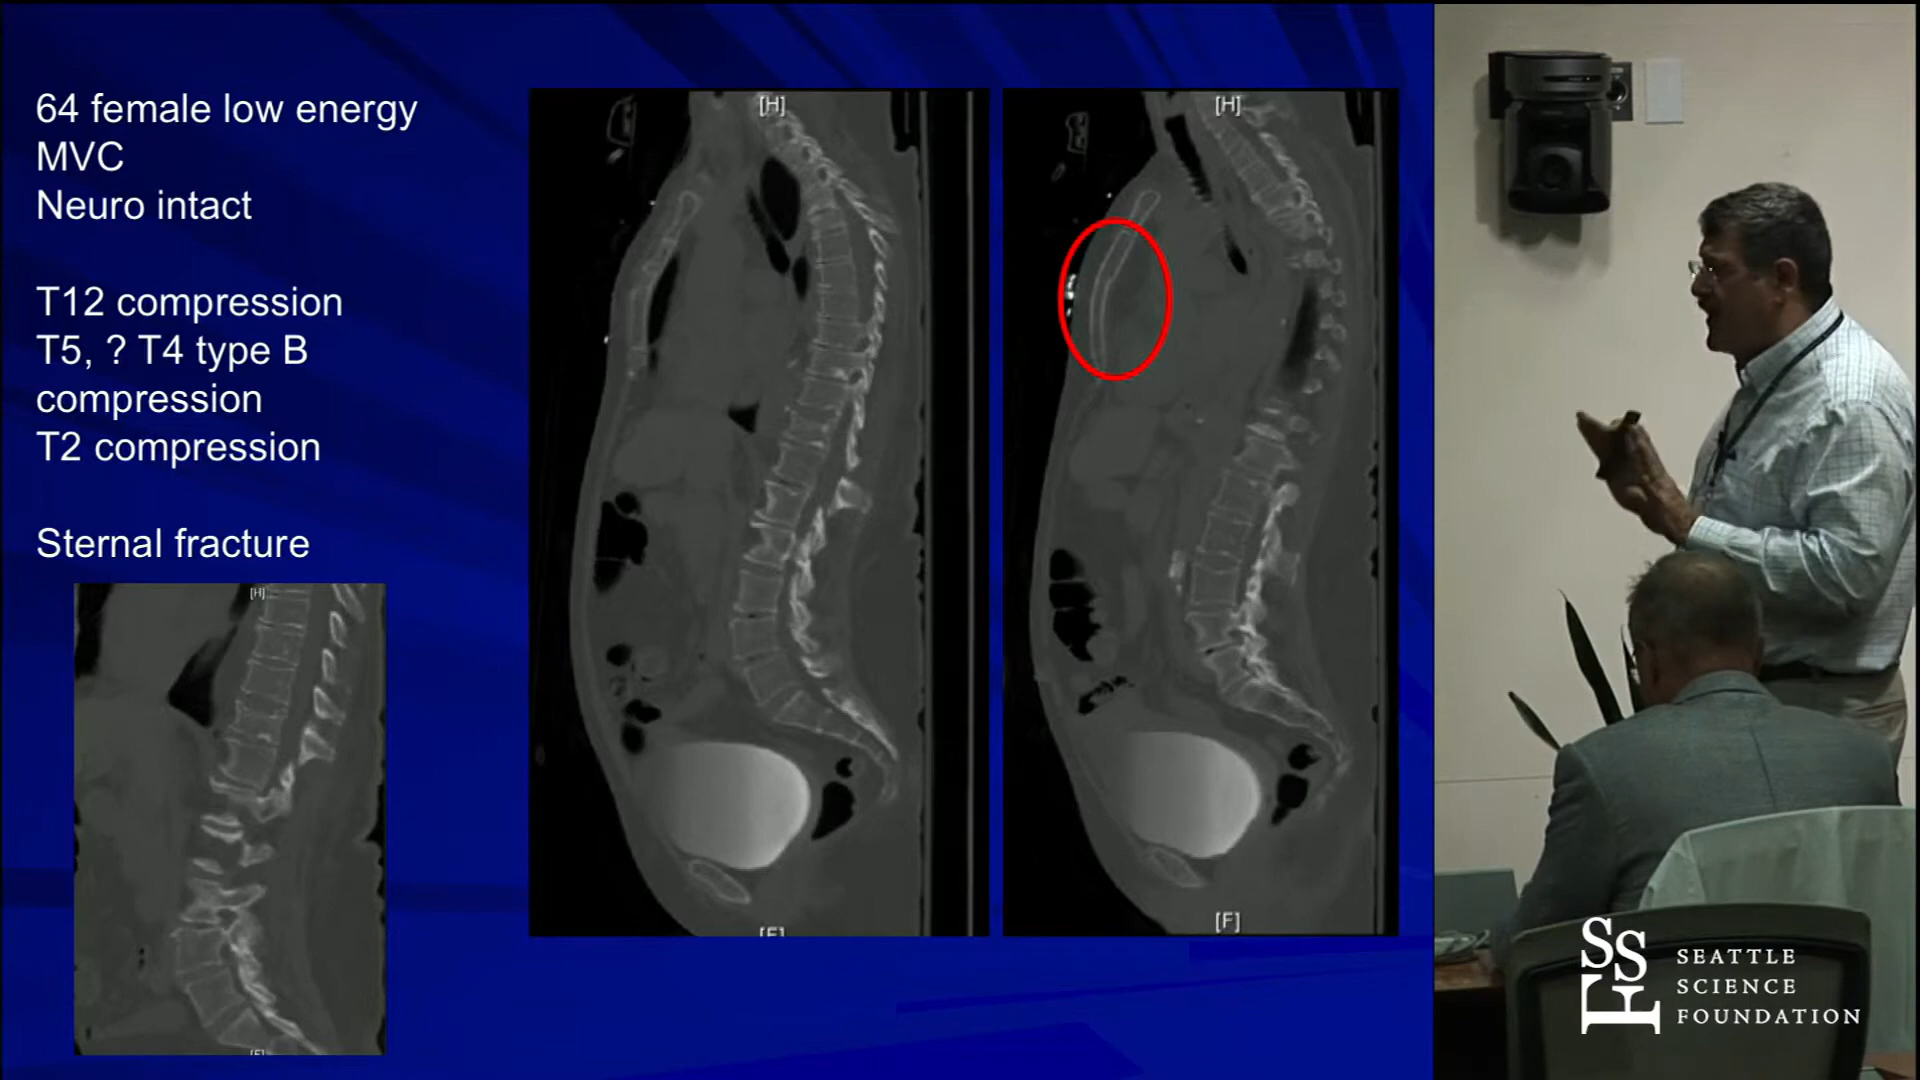 64 female low energy
MVC
Neuro intact
T12 compression
T5, ? T4 type B
compression
T2 compression
Sternal fracture
[H]
[H]
[H]
[F]
SSF
SEATTLE
SCIENCE
FOUNDATION